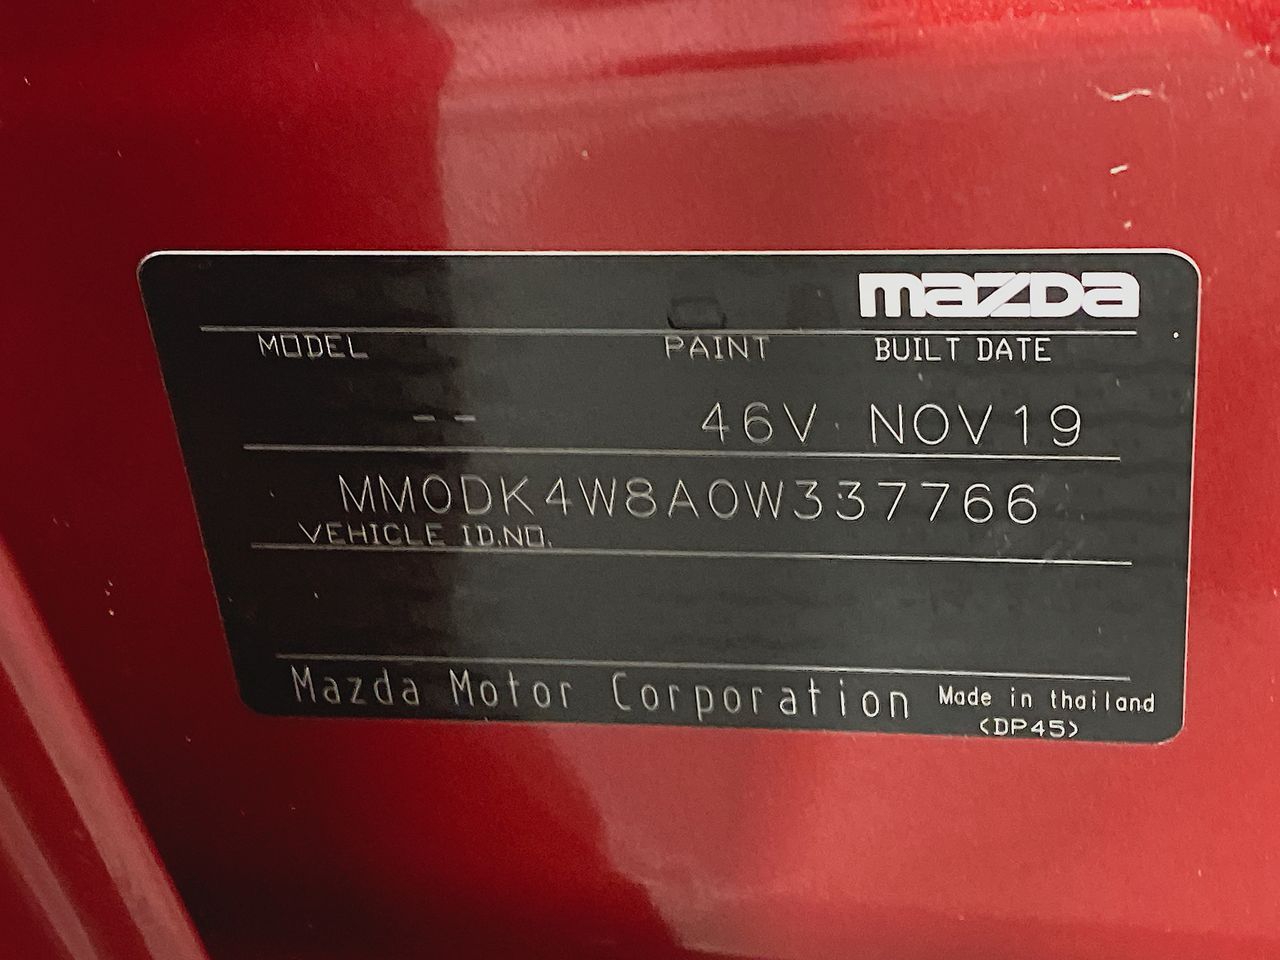 mazda
MODEL PAINT BUILT DATE
-- 46V NOV19
MM0DK4W8A0W337766
VEHICLE ID.NO.
Mazda Motor Corporation Made in thailand
(DP45)